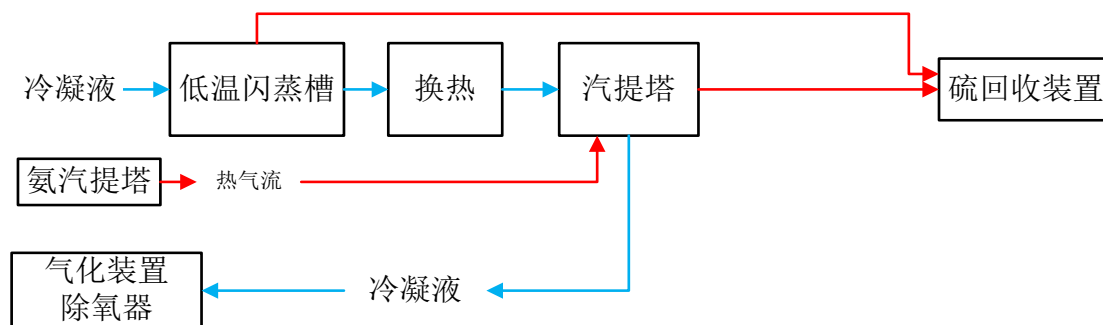 冷凝液
低温闪蒸槽
换热
汽提塔
硫回收装置
氨汽提塔
热气流
气化装置
除氧器
冷凝液